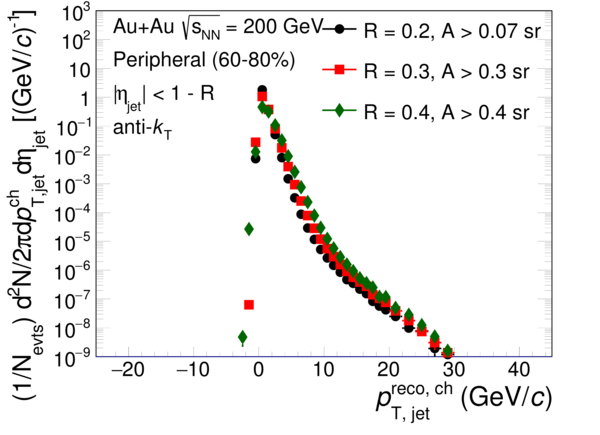 Au+Au √s_NN = 200 GeV
Peripheral (60-80%)
|η_jet| < 1 - R
anti-k_T
R = 0.2, A > 0.07 sr
R = 0.3, A > 0.3 sr
R = 0.4, A > 0.4 sr
(1/N_evts) d²N/2πdp^ch_T,jet dη_jet [(GeV/c)⁻¹]
10³
10²
10
1
10⁻¹
10⁻²
10⁻³
10⁻⁴
10⁻⁵
10⁻⁶
10⁻⁷
10⁻⁸
10⁻⁹
−20 −10 0 10 20 30 40
p^reco, ch_T, jet (GeV/c)